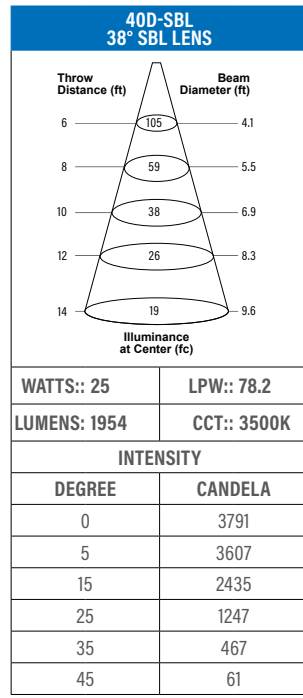 40D-SBL
38° SBL LENS
Throw
Distance (ft)
Beam
Diameter (ft)
6 105 4.1
8 59 5.5
10 38 6.9
12 26 8.3
14 19 9.6
Illuminance
at Center (fc)
WATTS:: 25 LPW:: 78.2
LUMENS: 1954 CCT:: 3500K
INTENSITY
DEGREE CANDELA
0 3791
5 3607
15 2435
25 1247
35 467
45 61